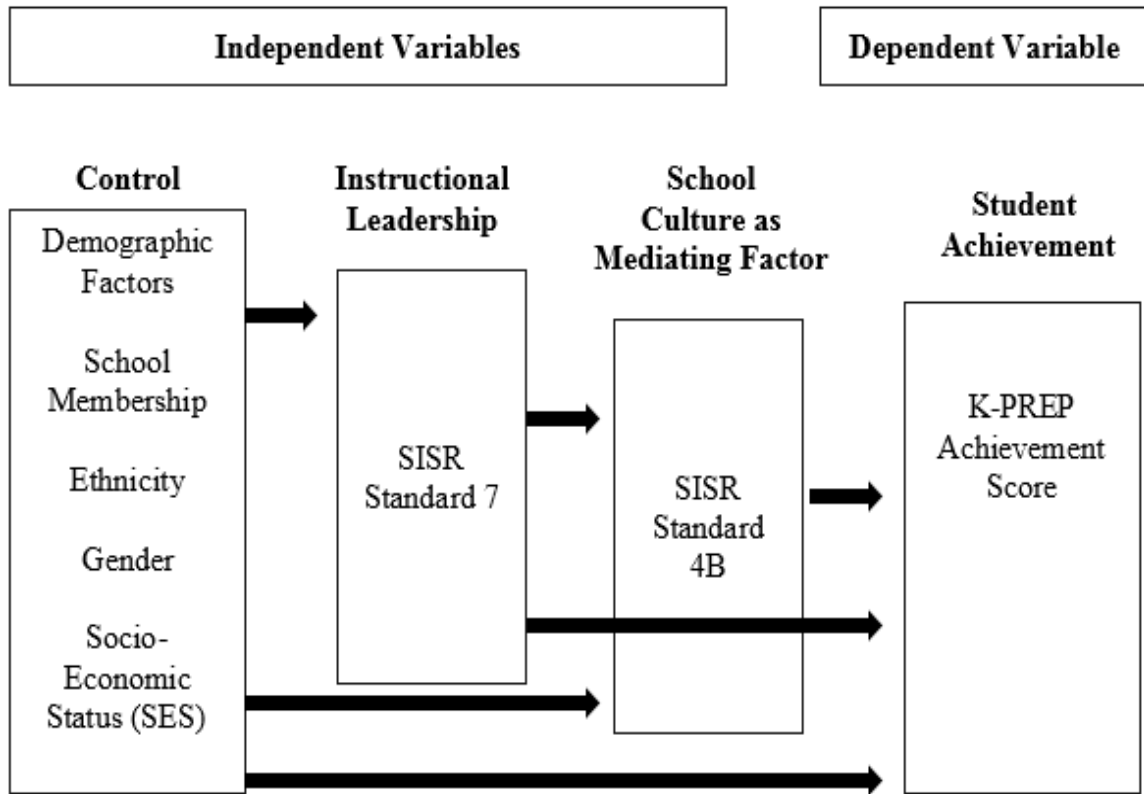 Independent Variables
Dependent Variable
Control
Demographic
Factors
School
Membership
Ethnicity
Gender
Socio-
Economic
Status (SES)
Instructional
Leadership
SISR
Standard 7
School
Culture as
Mediating Factor
SISR
Standard
4B
Student
Achievement
K-PREP
Achievement
Score